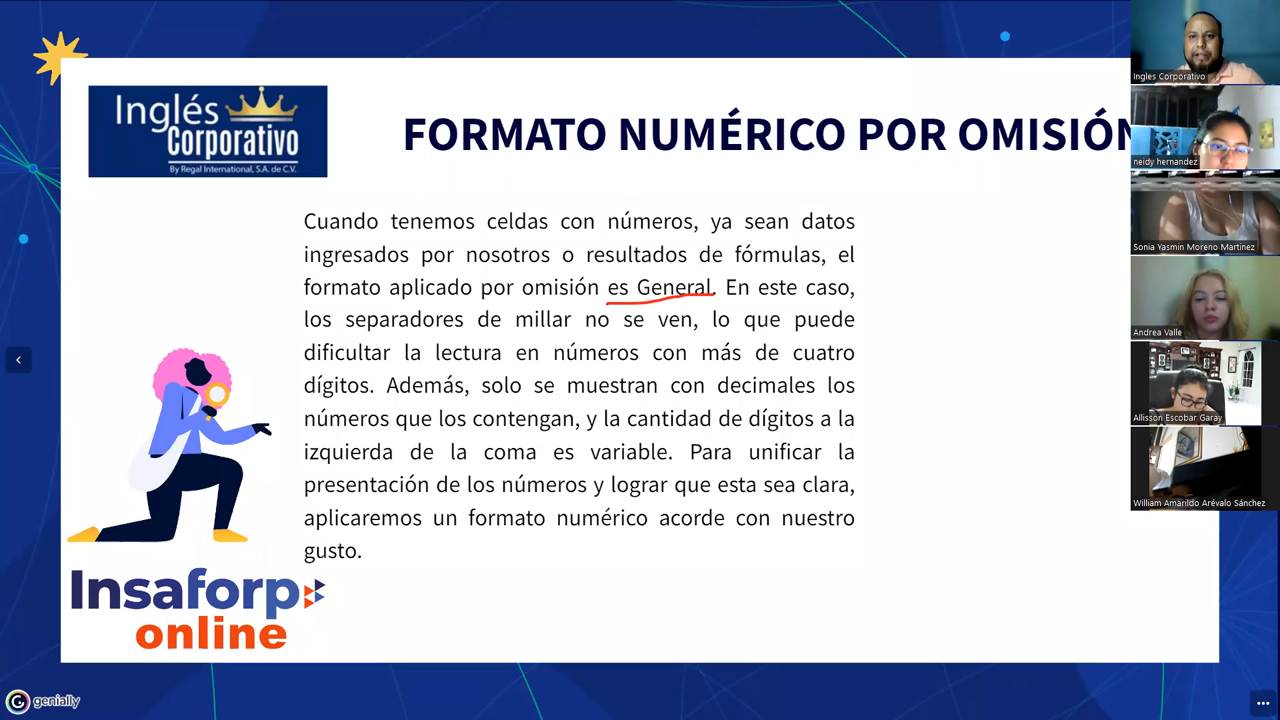 Inglés
Corporativo
By Regal International, S.A. de C.V.
FORMATO NUMÉRICO POR OMISIÓN
Cuando tenemos celdas con números, ya sean datos
ingresados por nosotros o resultados de fórmulas, el
formato aplicado por omisión es General. En este caso,
los separadores de millar no se ven, lo que puede
dificultar la lectura en números con más de cuatro
dígitos. Además, solo se muestran con decimales los
números que los contengan, y la cantidad de dígitos a la
izquierda de la coma es variable. Para unificar la
presentación de los números y lograr que esta sea clara,
aplicaremos un formato numérico acorde con nuestro
gusto.
Insaforp
online
genially
Ingles Corporativo
neidy hernandez
Sonia Yasmin Moreno Martinez
Andrea Valle
Allisson Escobar Garay
William Amarildo Arévalo Sánchez